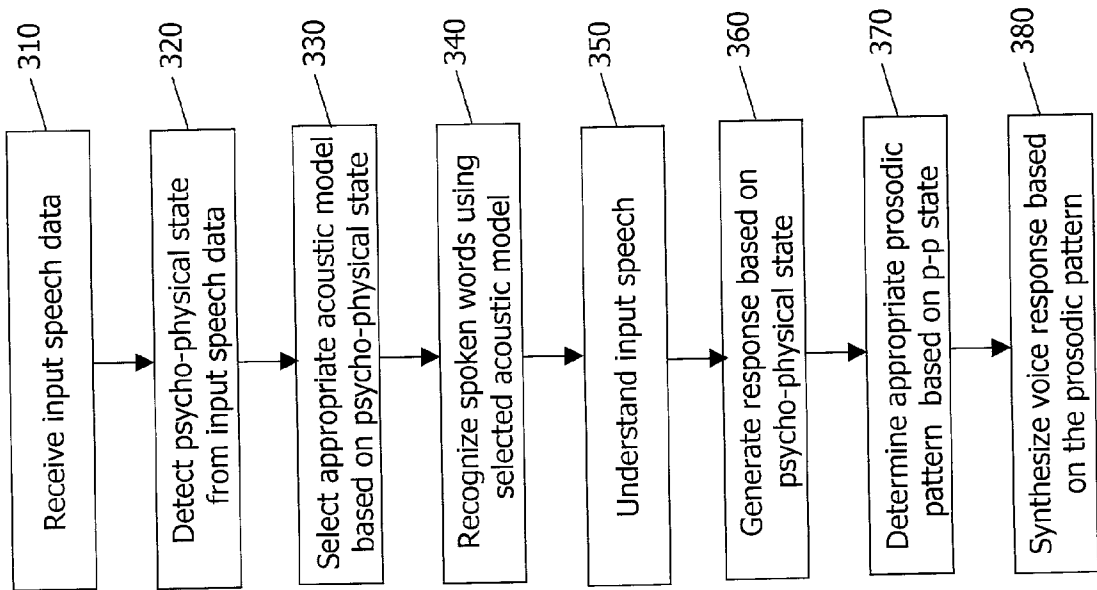 Receive input speech data
310
Detect psycho-physical state
from input speech data
320
Select appropriate acoustic model
based on psycho-physical state
330
Recognize spoken words using
selected acoustic model
340
Understand input speech
350
Generate response based on
psycho-physical state
360
Determine appropriate prosodic
pattern based on p-p state
370
Synthesize voice response based
on the prosodic pattern
380